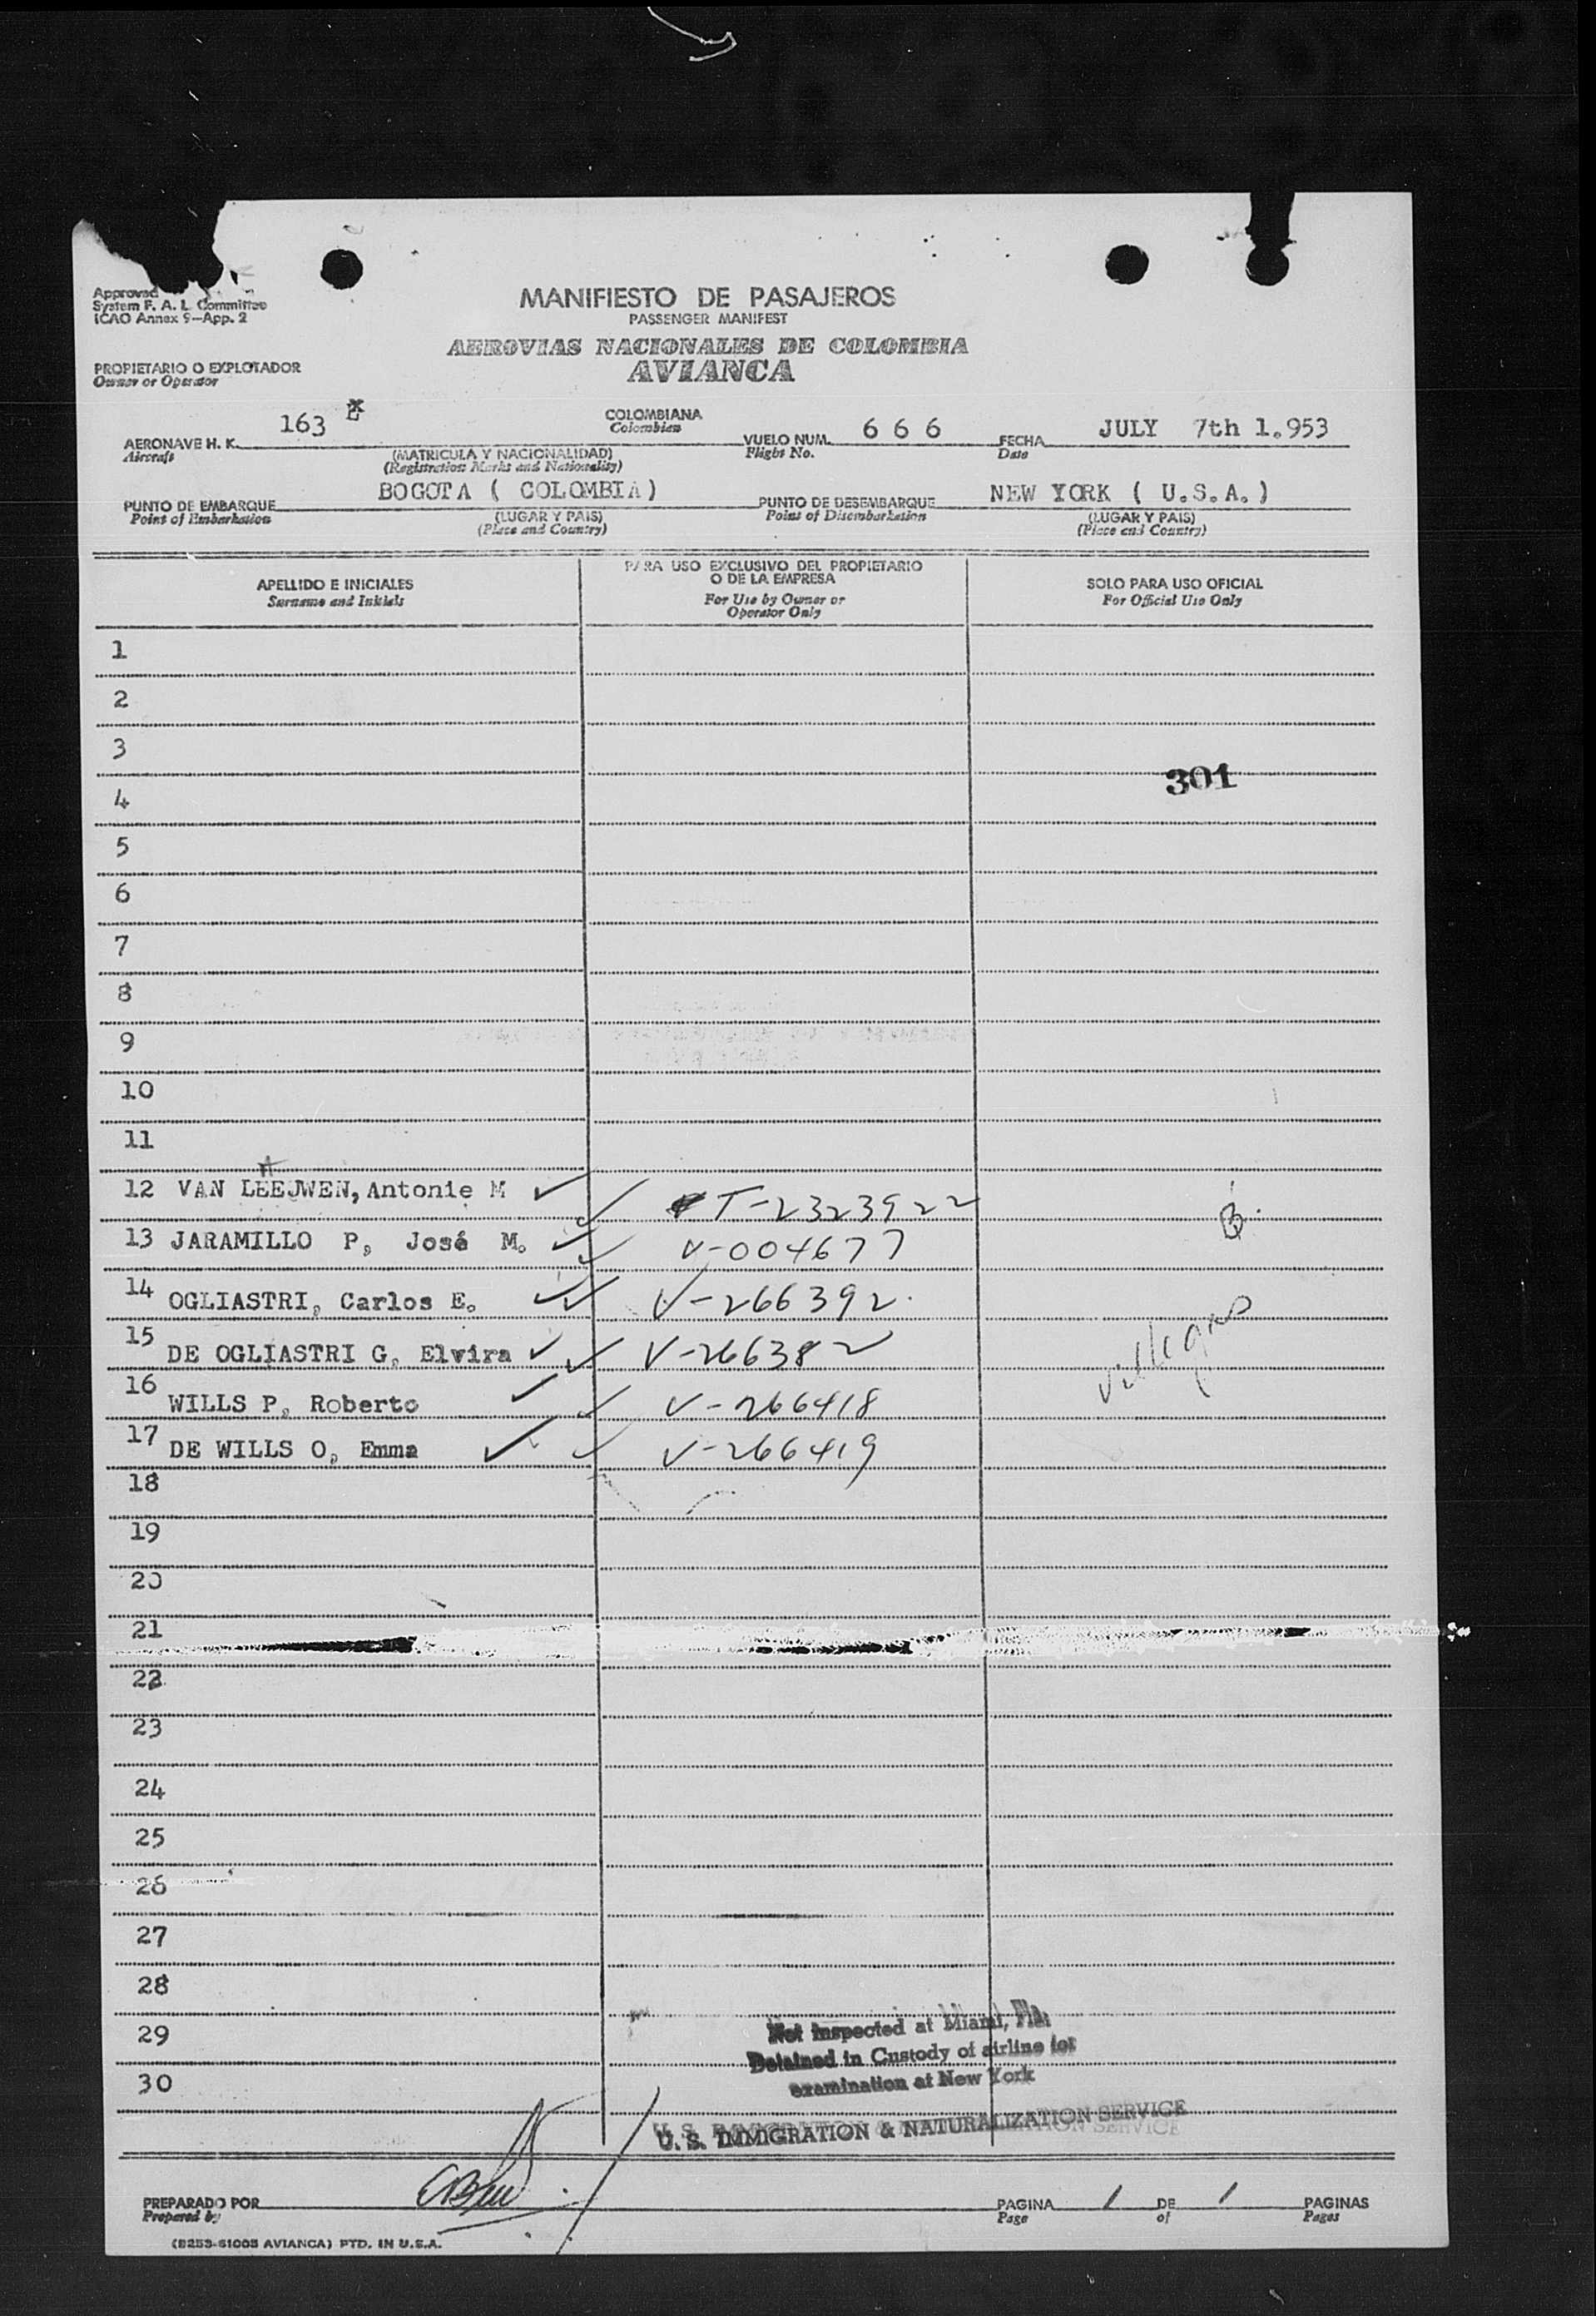 Approved
System F. A. L. Committee
ICAO Annex 9—App. 2
MANIFIESTO DE PASAJEROS
PASSENGER MANIFEST
AEROVIAS NACIONALES DE COLOMBIA
AVIANCA
PROPIETARIO O EXPLOTADOR
Owner or Operator
AERONAVE H. K. 163 COLOMBIANA VUELO NUM. 6 6 6 FECHA JULY 7th 1.953
Aircraft Colombian Flight No. Date
(MATRICULA Y NACIONALIDAD)
(Registration Marks and Nationality)
PUNTO DE EMBARQUE BOGOTA ( COLOMBIA) PUNTO DE DESEMBARQUE NEW YORK ( U.S.A.)
Point of Embarkation (LUGAR Y PAIS) Point of Disembarkation (LUGAR Y PAIS)
(Place and Country) (Place and Country)
APELLIDO E INICIALES PARA USO EXCLUSIVO DEL PROPIETARIO O DE LA EMPRESA SOLO PARA USO OFICIAL
Surname and Initials For Use by Owner or Operator Only For Official Use Only
1
2
3
301
4
5
6
7
8
9
10
11
12 VAN LEEUWEN, Antonie M T-2323922 B.
13 JARAMILLO P, José M. V-004677
14 OGLIASTRI, Carlos E. V-266392
15 DE OGLIASTRI G, Elvira V-266382
16 WILLS P, Roberto V-266418
17 DE WILLS O, Emma V-266419
18
19
20
21
22
23
24
25
26
27
28
29
30
Not Inspected at Miami, Fla.
Detained in Custody of airline for
examination at New York
U. S. IMMIGRATION & NATURALIZATION SERVICE
PREPARADO POR PAGINA 1 DE 1 PAGINAS
Prepared by Page of Pages
(8253-61005 AVIANCA) PTD. IN U.S.A.